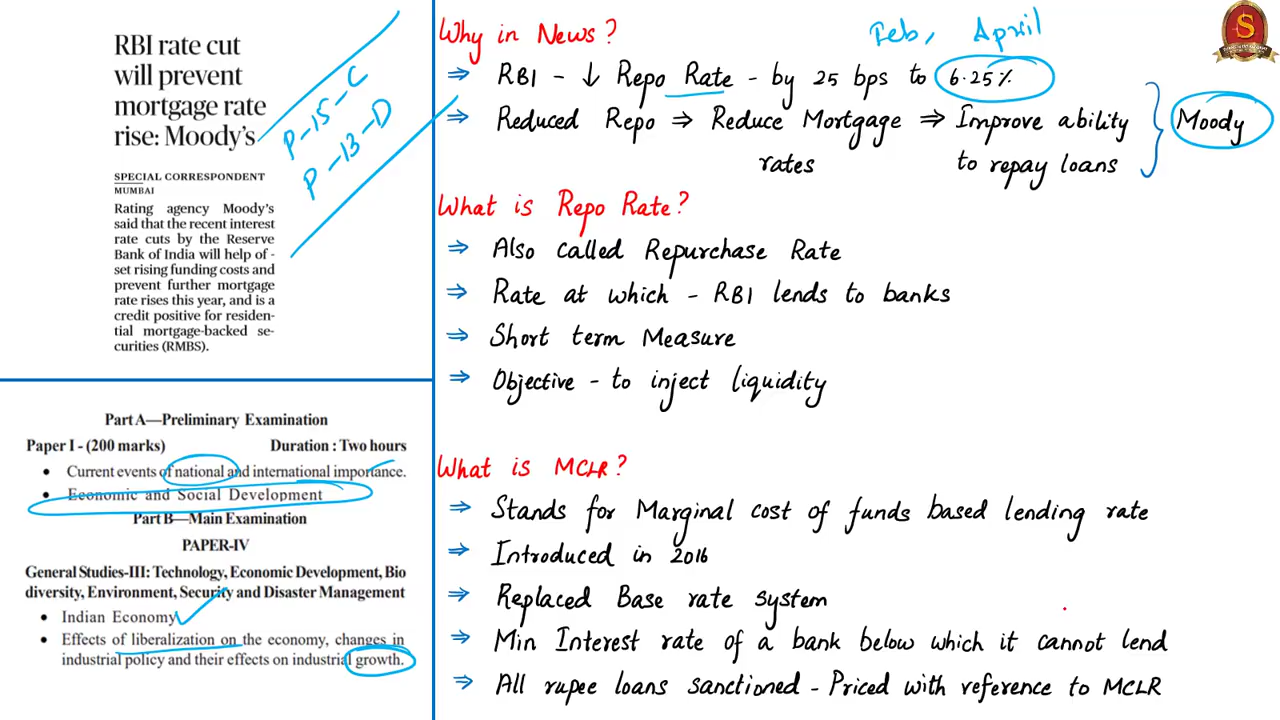 RBI rate cut
will prevent
mortgage rate
rise: Moody's
P-15-C
P-13-D
SPECIAL CORRESPONDENT
MUMBAI
Rating agency Moody's
said that the recent interest
rate cuts by the Reserve
Bank of India will help of-
set rising funding costs and
prevent further mortgage
rate rises this year, and is a
credit positive for residen-
tial mortgage-backed se-
curities (RMBS).
Part A—Preliminary Examination
Paper I - (200 marks) Duration : Two hours
• Current events of national and international importance.
• Economic and Social Development
Part B—Main Examination
PAPER-IV
General Studies-III: Technology, Economic Development, Bio
diversity, Environment, Security and Disaster Management
• Indian Economy
• Effects of liberalization on the economy, changes in
industrial policy and their effects on industrial growth.
Why in News?
Feb, April
⇒ RBI - ↓ Repo Rate - by 25 bps to 6.25%
⇒ Reduced Repo ⇒ Reduce Mortgage ⇒ Improve ability
rates to repay loans
Moody
What is Repo Rate?
⇒ Also called Repurchase Rate
⇒ Rate at which - RBI lends to banks
⇒ Short term Measure
⇒ Objective - to inject liquidity
What is MCLR?
⇒ Stands for Marginal cost of funds based lending rate
⇒ Introduced in 2016
⇒ Replaced Base rate system
⇒ Min Interest rate of a bank below which it cannot lend
⇒ All rupee loans sanctioned - Priced with reference to MCLR
S